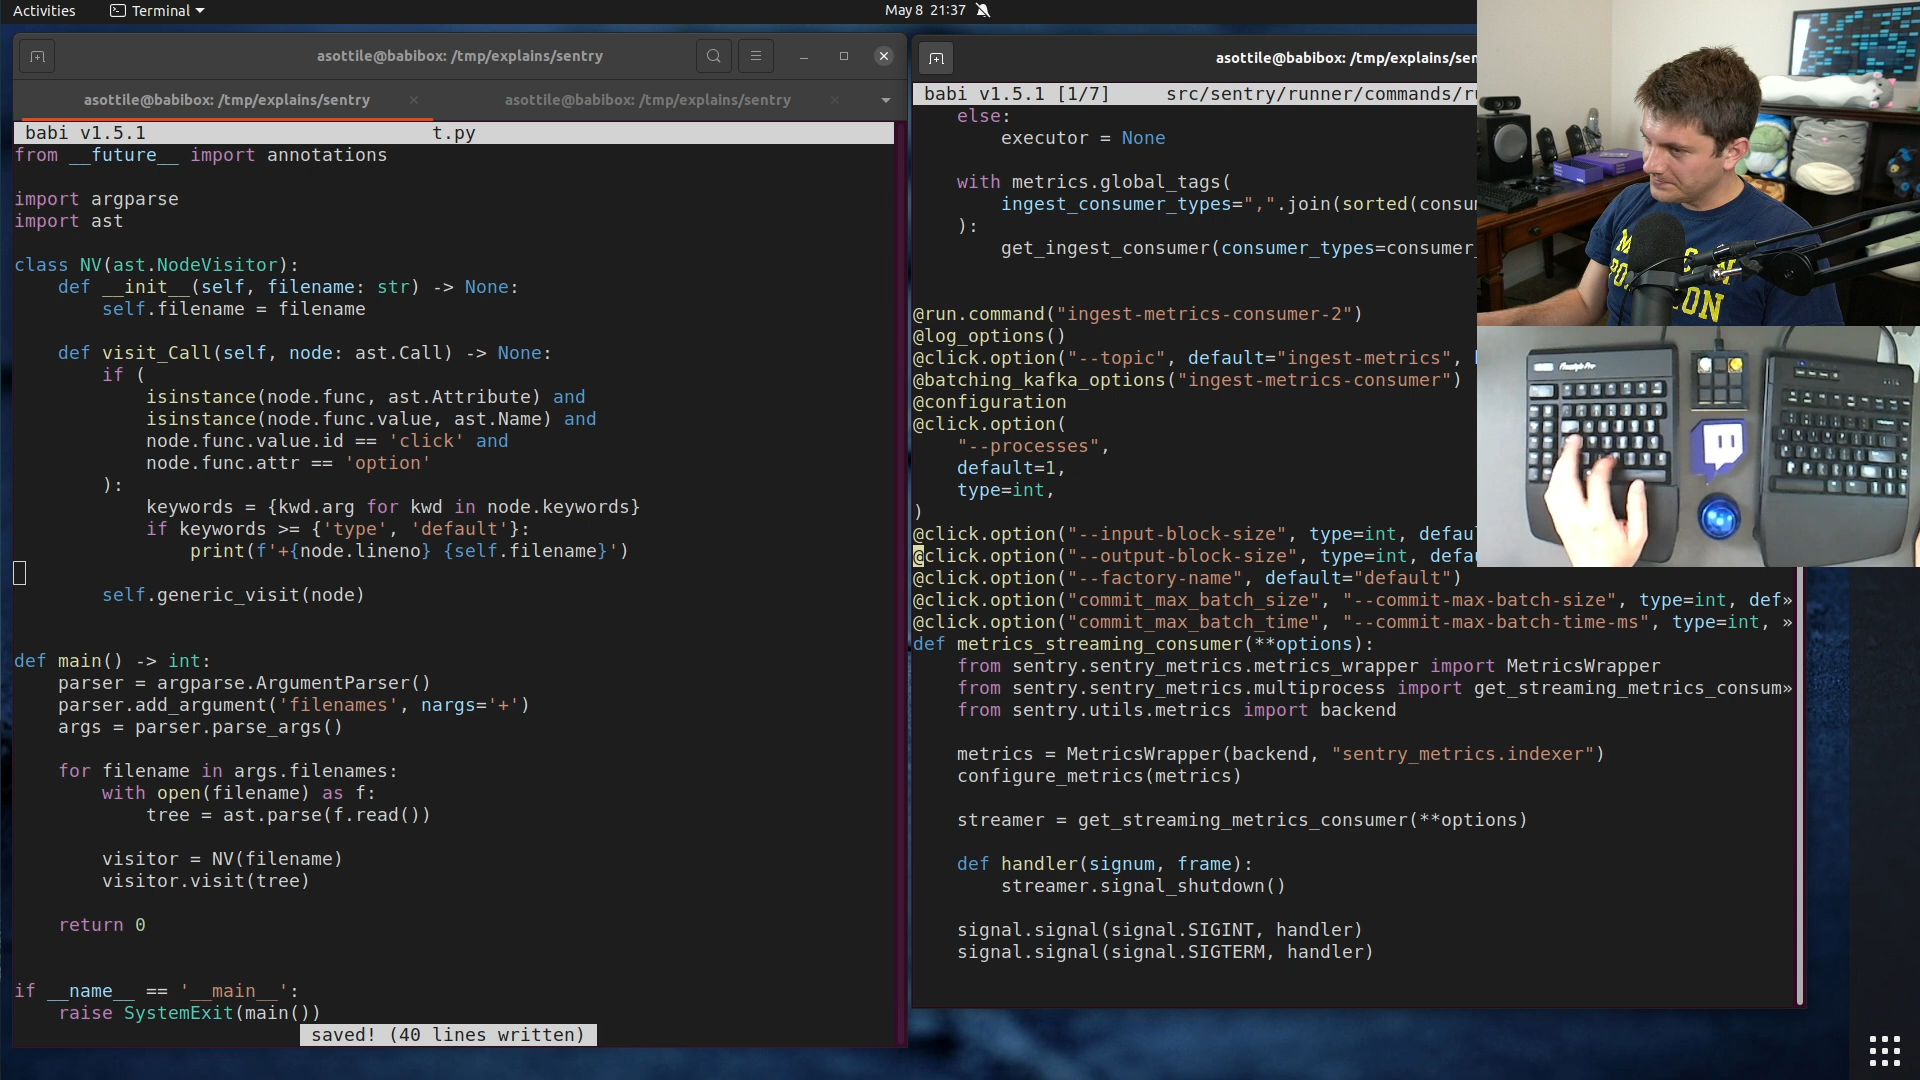 Activities
Terminal
May 8 21:37
asottile@babibox: /tmp/explains/sentry
asottile@babibox: /tmp/explains/sentry
asottile@babibox: /tmp/explains/sentry
babi v1.5.1 t.py
from __future__ import annotations
import argparse
import ast
class NV(ast.NodeVisitor):
    def __init__(self, filename: str) -> None:
        self.filename = filename
    def visit_Call(self, node: ast.Call) -> None:
        if (
            isinstance(node.func, ast.Attribute) and
            isinstance(node.func.value, ast.Name) and
            node.func.value.id == 'click' and
            node.func.attr == 'option'
        ):
            keywords = {kwd.arg for kwd in node.keywords}
            if keywords >= {'type', 'default'}:
                print(f'+{node.lineno} {self.filename}')
        self.generic_visit(node)
def main() -> int:
    parser = argparse.ArgumentParser()
    parser.add_argument('filenames', nargs='+')
    args = parser.parse_args()
    for filename in args.filenames:
        with open(filename) as f:
            tree = ast.parse(f.read())
        visitor = NV(filename)
        visitor.visit(tree)
    return 0
if __name__ == '__main__':
    raise SystemExit(main())
saved! (40 lines written)
asottile@babibox: /tmp/explains/sen
babi v1.5.1 [1/7] src/sentry/runner/commands/ru
    else:
        executor = None
    with metrics.global_tags(
        ingest_consumer_types=",".join(sorted(consu
    ):
        get_ingest_consumer(consumer_types=consumer_
@run.command("ingest-metrics-consumer-2")
@log_options()
@click.option("--topic", default="ingest-metrics",
@batching_kafka_options("ingest-metrics-consumer")
@configuration
@click.option(
    "--processes",
    default=1,
    type=int,
)
@click.option("--input-block-size", type=int, defau
@click.option("--output-block-size", type=int, defa
@click.option("--factory-name", default="default")
@click.option("commit_max_batch_size", "--commit-max-batch-size", type=int, def»
@click.option("commit_max_batch_time", "--commit-max-batch-time-ms", type=int, »
def metrics_streaming_consumer(**options):
    from sentry.sentry_metrics.metrics_wrapper import MetricsWrapper
    from sentry.sentry_metrics.multiprocess import get_streaming_metrics_consum»
    from sentry.utils.metrics import backend
    metrics = MetricsWrapper(backend, "sentry_metrics.indexer")
    configure_metrics(metrics)
    streamer = get_streaming_metrics_consumer(**options)
    def handler(signum, frame):
        streamer.signal_shutdown()
    signal.signal(signal.SIGINT, handler)
    signal.signal(signal.SIGTERM, handler)